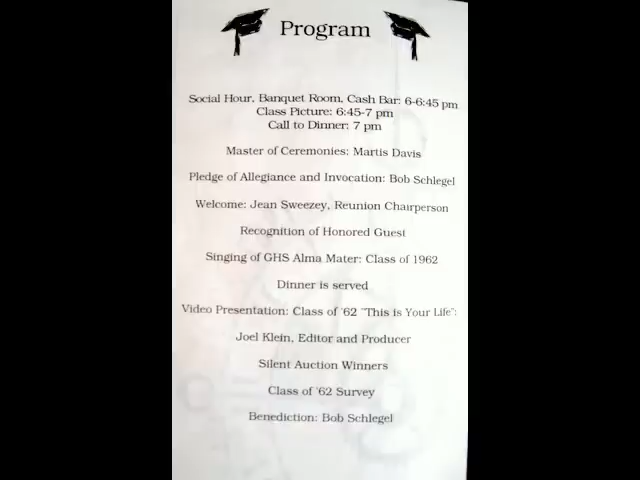 Program
Social Hour, Banquet Room, Cash Bar: 6-6:45 pm
Class Picture: 6:45-7 pm
Call to Dinner: 7 pm
Master of Ceremonies: Martis Davis
Pledge of Allegiance and Invocation: Bob Schlegel
Welcome: Jean Sweezey, Reunion Chairperson
Recognition of Honored Guest
Singing of GHS Alma Mater: Class of 1962
Dinner is served
Video Presentation: Class of '62 "This is Your Life":
Joel Klein, Editor and Producer
Silent Auction Winners
Class of '62 Survey
Benediction: Bob Schlegel